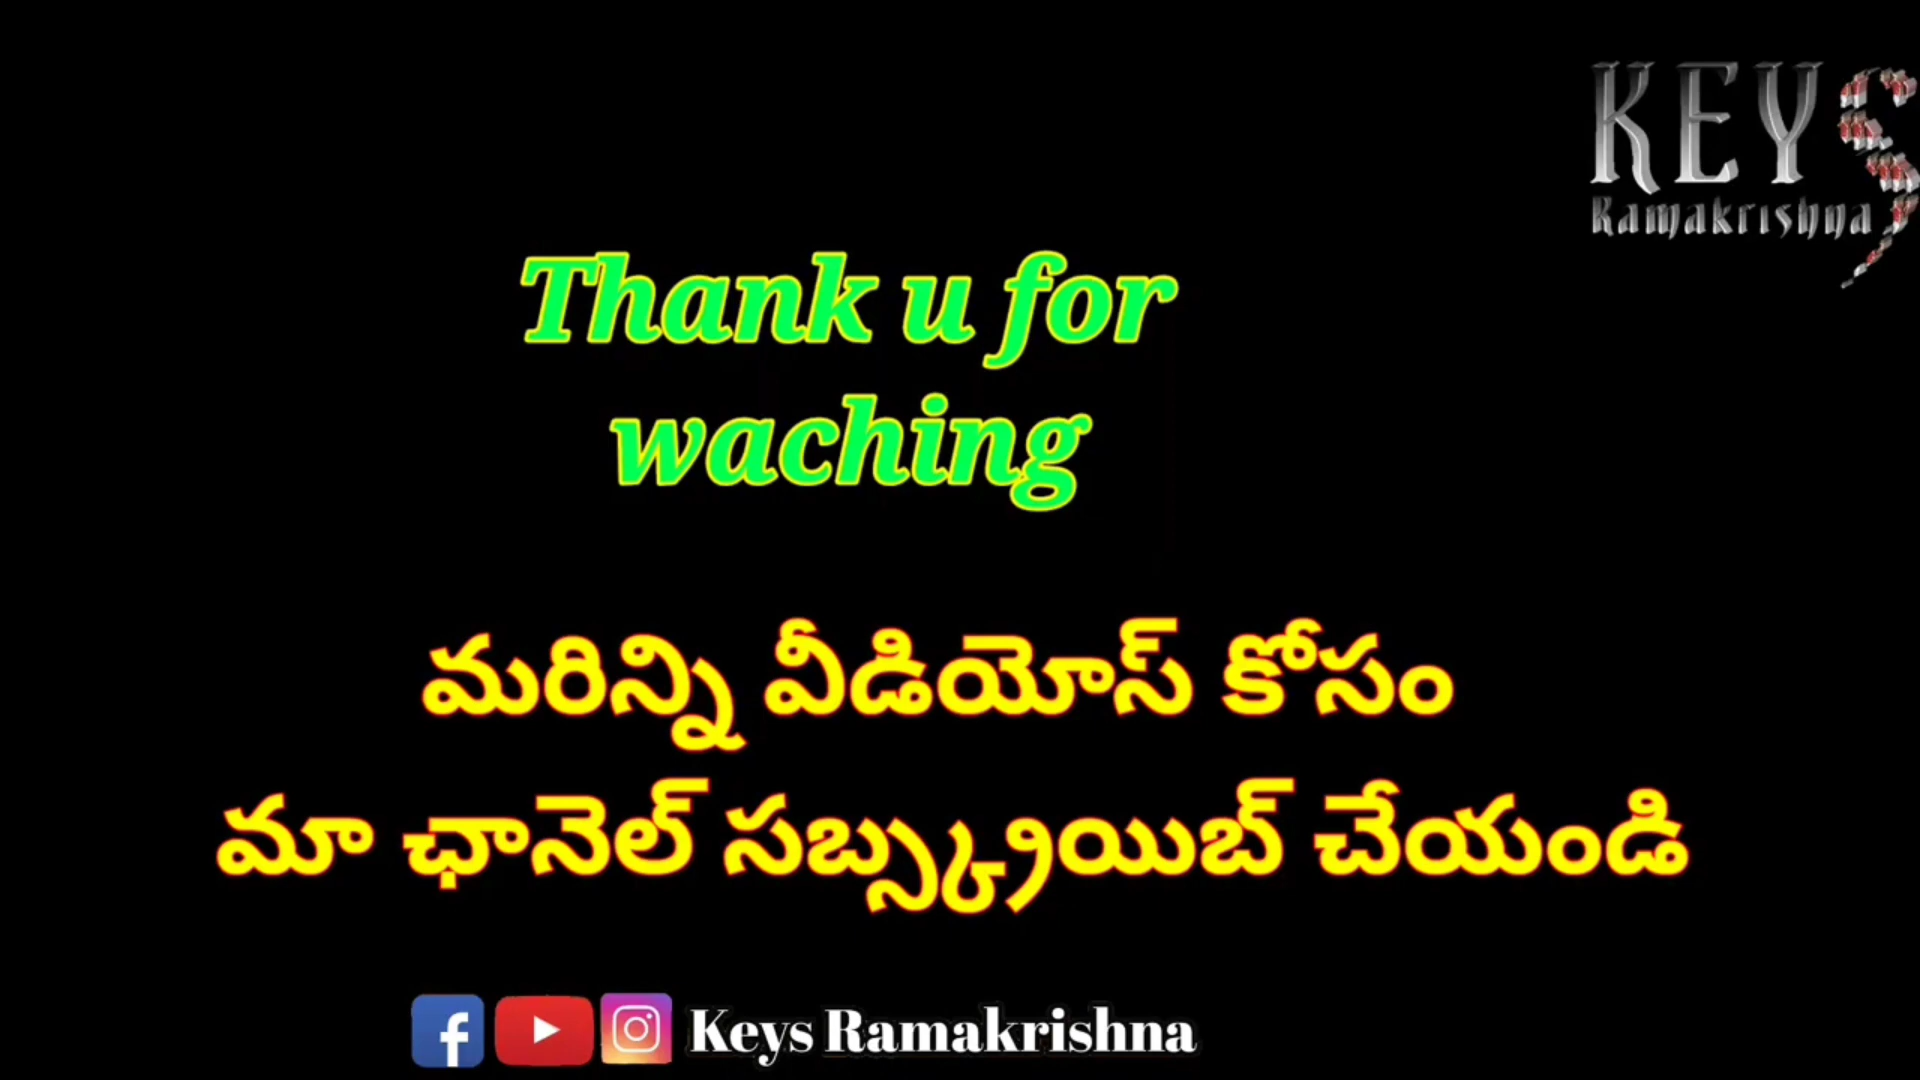 KEYS
Ramakrishna
Thank u for
waching
మరిన్ని వీడియోస్ కోసం
మా ఛానెల్ సబ్స్క్రయిబ్ చేయండి
Keys Ramakrishna